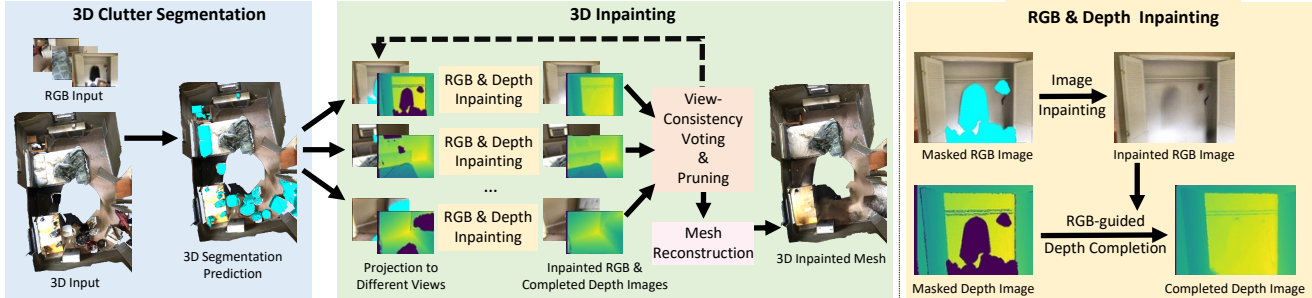 3D Clutter Segmentation
RGB Input
3D Input
3D Segmentation
Prediction
3D Inpainting
RGB & Depth
Inpainting
RGB & Depth
Inpainting
...
RGB & Depth
Inpainting
Projection to
Different Views
Inpainted RGB &
Completed Depth Images
View-
Consistency
Voting
&
Pruning
Mesh
Reconstruction
3D Inpainted Mesh
RGB & Depth Inpainting
Masked RGB Image
Image
Inpainting
Inpainted RGB Image
RGB-guided
Depth Completion
Masked Depth Image
Completed Depth Image